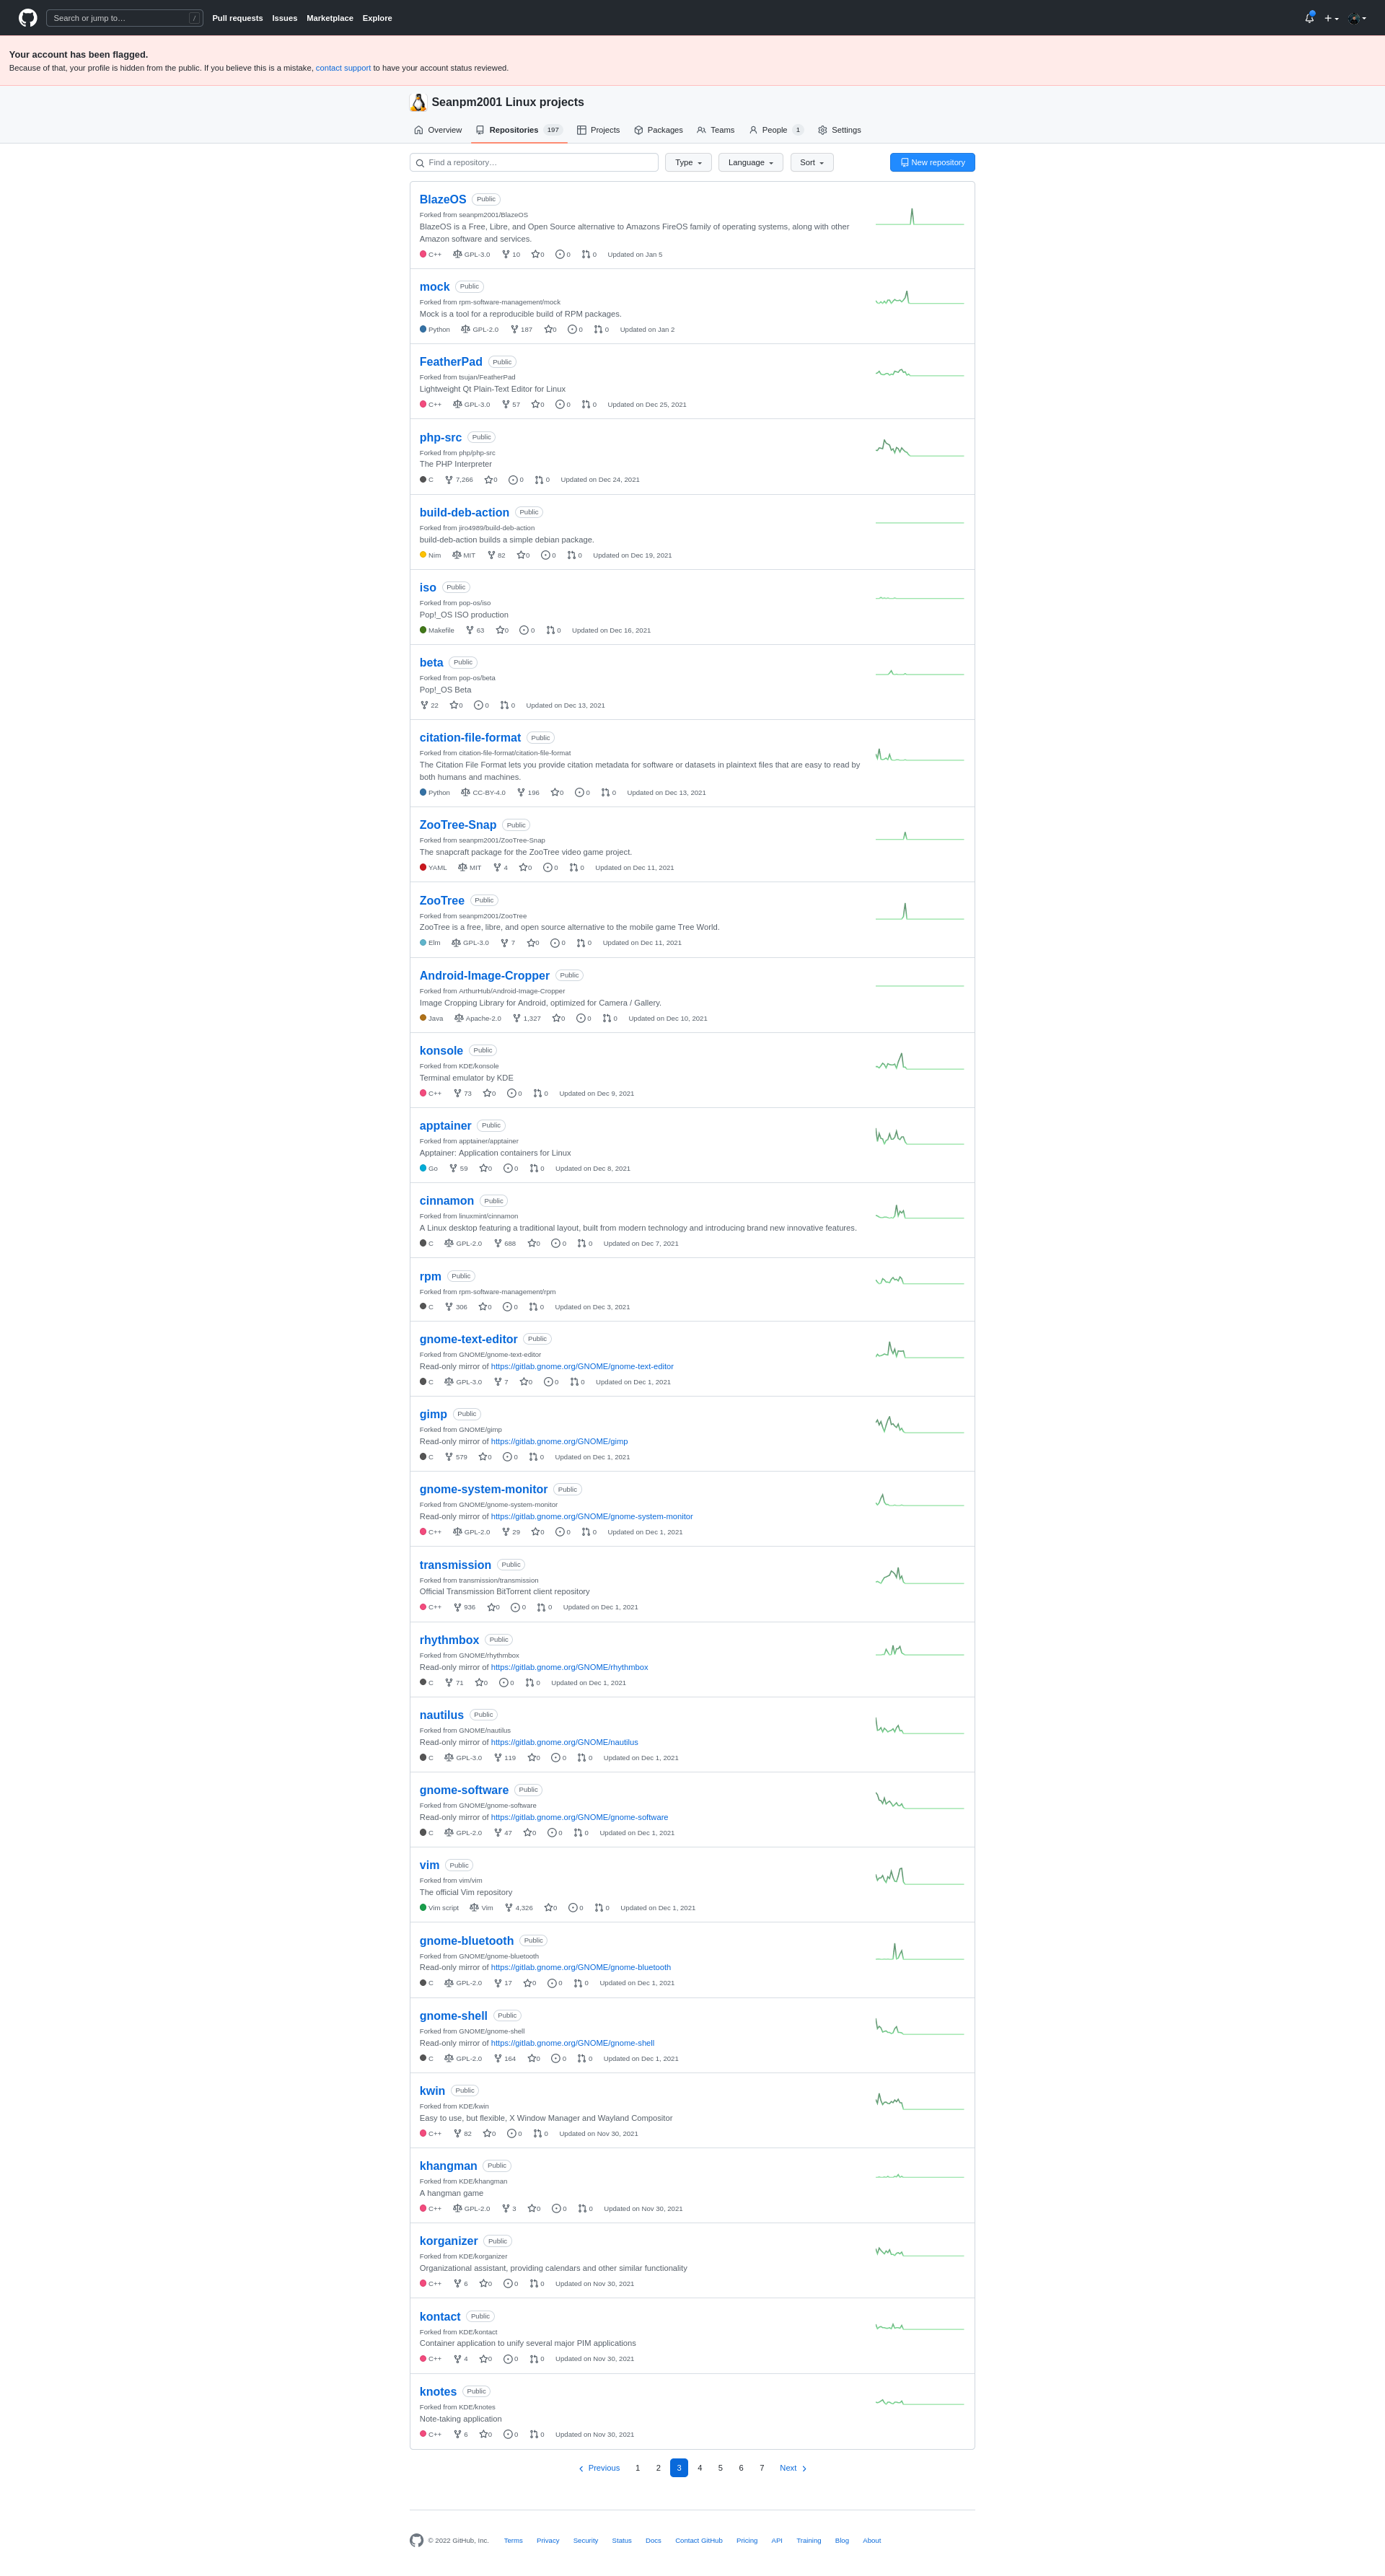 Search or jump to…
/
Pull requests Issues Marketplace Explore
Your account has been flagged.
Because of that, your profile is hidden from the public. If you believe this is a mistake, contact support to have your account status reviewed.
Seanpm2001 Linux projects
Overview Repositories 197 Projects Packages Teams People 1 Settings
Find a repository… Type Language Sort New repository
BlazeOS Public
Forked from seanpm2001/BlazeOS
BlazeOS is a Free, Libre, and Open Source alternative to Amazons FireOS family of operating systems, along with other
Amazon software and services.
C++ GPL-3.0 10 0 0 0 Updated on Jan 5
mock Public
Forked from rpm-software-management/mock
Mock is a tool for a reproducible build of RPM packages.
Python GPL-2.0 187 0 0 0 Updated on Jan 2
FeatherPad Public
Forked from tsujan/FeatherPad
Lightweight Qt Plain-Text Editor for Linux
C++ GPL-3.0 57 0 0 0 Updated on Dec 25, 2021
php-src Public
Forked from php/php-src
The PHP Interpreter
C 7,266 0 0 0 Updated on Dec 24, 2021
build-deb-action Public
Forked from jiro4989/build-deb-action
build-deb-action builds a simple debian package.
Nim MIT 82 0 0 0 Updated on Dec 19, 2021
iso Public
Forked from pop-os/iso
Pop!_OS ISO production
Makefile 63 0 0 0 Updated on Dec 16, 2021
beta Public
Forked from pop-os/beta
Pop!_OS Beta
22 0 0 0 Updated on Dec 13, 2021
citation-file-format Public
Forked from citation-file-format/citation-file-format
The Citation File Format lets you provide citation metadata for software or datasets in plaintext files that are easy to read by
both humans and machines.
Python CC-BY-4.0 196 0 0 0 Updated on Dec 13, 2021
ZooTree-Snap Public
Forked from seanpm2001/ZooTree-Snap
The snapcraft package for the ZooTree video game project.
YAML MIT 4 0 0 0 Updated on Dec 11, 2021
ZooTree Public
Forked from seanpm2001/ZooTree
ZooTree is a free, libre, and open source alternative to the mobile game Tree World.
Elm GPL-3.0 7 0 0 0 Updated on Dec 11, 2021
Android-Image-Cropper Public
Forked from ArthurHub/Android-Image-Cropper
Image Cropping Library for Android, optimized for Camera / Gallery.
Java Apache-2.0 1,327 0 0 0 Updated on Dec 10, 2021
konsole Public
Forked from KDE/konsole
Terminal emulator by KDE
C++ 73 0 0 0 Updated on Dec 9, 2021
apptainer Public
Forked from apptainer/apptainer
Apptainer: Application containers for Linux
Go 59 0 0 0 Updated on Dec 8, 2021
cinnamon Public
Forked from linuxmint/cinnamon
A Linux desktop featuring a traditional layout, built from modern technology and introducing brand new innovative features.
C GPL-2.0 688 0 0 0 Updated on Dec 7, 2021
rpm Public
Forked from rpm-software-management/rpm
C 306 0 0 0 Updated on Dec 3, 2021
gnome-text-editor Public
Forked from GNOME/gnome-text-editor
Read-only mirror of https://gitlab.gnome.org/GNOME/gnome-text-editor
C GPL-3.0 7 0 0 0 Updated on Dec 1, 2021
gimp Public
Forked from GNOME/gimp
Read-only mirror of https://gitlab.gnome.org/GNOME/gimp
C 579 0 0 0 Updated on Dec 1, 2021
gnome-system-monitor Public
Forked from GNOME/gnome-system-monitor
Read-only mirror of https://gitlab.gnome.org/GNOME/gnome-system-monitor
C++ GPL-2.0 29 0 0 0 Updated on Dec 1, 2021
transmission Public
Forked from transmission/transmission
Official Transmission BitTorrent client repository
C++ 936 0 0 0 Updated on Dec 1, 2021
rhythmbox Public
Forked from GNOME/rhythmbox
Read-only mirror of https://gitlab.gnome.org/GNOME/rhythmbox
C 71 0 0 0 Updated on Dec 1, 2021
nautilus Public
Forked from GNOME/nautilus
Read-only mirror of https://gitlab.gnome.org/GNOME/nautilus
C GPL-3.0 119 0 0 0 Updated on Dec 1, 2021
gnome-software Public
Forked from GNOME/gnome-software
Read-only mirror of https://gitlab.gnome.org/GNOME/gnome-software
C GPL-2.0 47 0 0 0 Updated on Dec 1, 2021
vim Public
Forked from vim/vim
The official Vim repository
Vim script Vim 4,326 0 0 0 Updated on Dec 1, 2021
gnome-bluetooth Public
Forked from GNOME/gnome-bluetooth
Read-only mirror of https://gitlab.gnome.org/GNOME/gnome-bluetooth
C GPL-2.0 17 0 0 0 Updated on Dec 1, 2021
gnome-shell Public
Forked from GNOME/gnome-shell
Read-only mirror of https://gitlab.gnome.org/GNOME/gnome-shell
C GPL-2.0 164 0 0 0 Updated on Dec 1, 2021
kwin Public
Forked from KDE/kwin
Easy to use, but flexible, X Window Manager and Wayland Compositor
C++ 82 0 0 0 Updated on Nov 30, 2021
khangman Public
Forked from KDE/khangman
A hangman game
C++ GPL-2.0 3 0 0 0 Updated on Nov 30, 2021
korganizer Public
Forked from KDE/korganizer
Organizational assistant, providing calendars and other similar functionality
C++ 6 0 0 0 Updated on Nov 30, 2021
kontact Public
Forked from KDE/kontact
Container application to unify several major PIM applications
C++ 4 0 0 0 Updated on Nov 30, 2021
knotes Public
Forked from KDE/knotes
Note-taking application
C++ 6 0 0 0 Updated on Nov 30, 2021
Previous 1 2 3 4 5 6 7 Next
© 2022 GitHub, Inc. Terms Privacy Security Status Docs Contact GitHub Pricing API Training Blog About